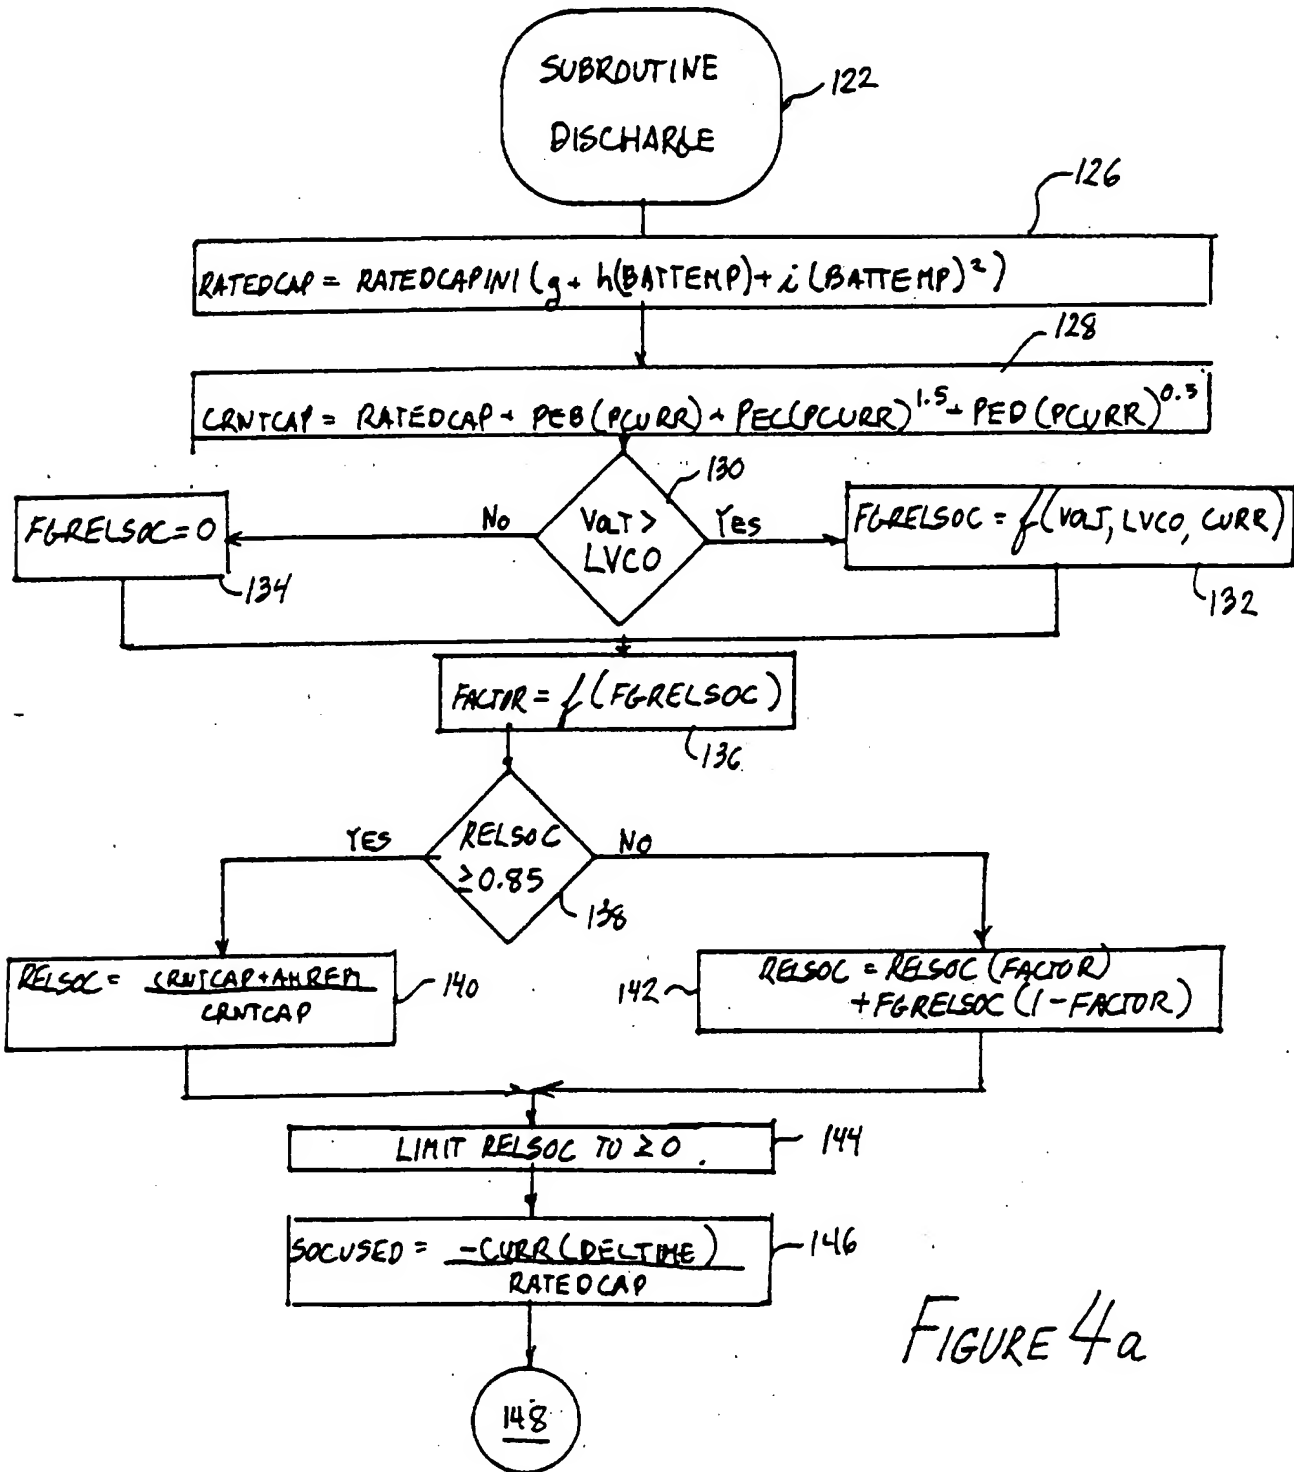 SUBROUTINE
DISCHARGE
122
126
RATEDCAP = RATEDCAPINI (g + h(BATTEMP) + i (BATTEMP)²)
128
CRNTCAP = RATEDCAP + PEB (PCURR) + PEC(PCURR)^1.5 + PED (PCURR)^0.5
130
FGRELSOC = 0
No
VOLT >
LVCO
YES
FGRELSOC = f(VOLT, LVCO, CURR)
134
132
FACTOR = f(FGRELSOC)
136
YES
RELSOC
≥0.85
NO
138
RELSOC = CRNTCAP+AHREM
CRNTCAP
140
142
RELSOC = RELSOC (FACTOR)
+FGRELSOC (1-FACTOR)
LIMIT RELSOC TO ≥ 0
144
SOCUSED = -CURR(DELTIME)
RATEDCAP
146
FIGURE 4a
148